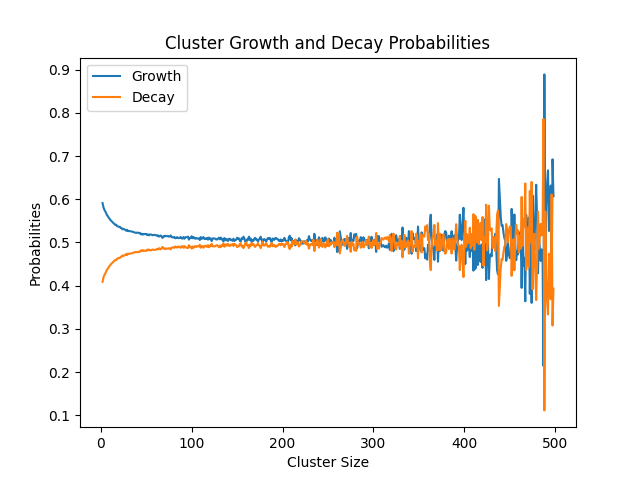 Cluster Growth and Decay Probabilities
Growth
Decay
0.9
0.8
0.7
0.6
0.5
0.4
0.3
0.2
0.1
Probabilities
0 100 200 300 400 500
Cluster Size